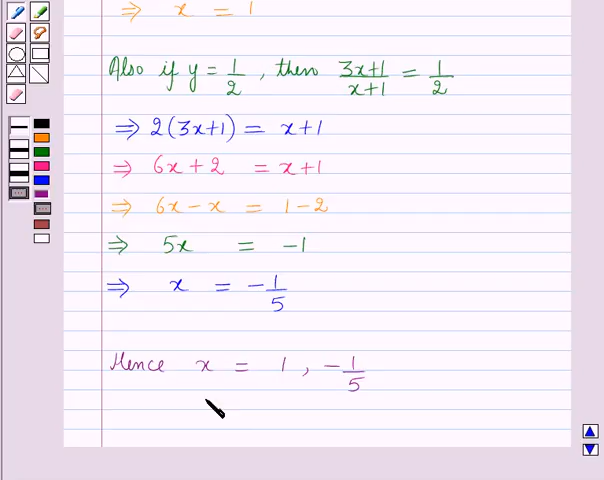 ⇒ x = 1
Also if y = 1/2, then (3x+1)/(x+1) = 1/2
⇒ 2(3x+1) = x+1
⇒ 6x+2 = x+1
⇒ 6x-x = 1-2
⇒ 5x = -1
⇒ x = -1/5
Hence x = 1, -1/5